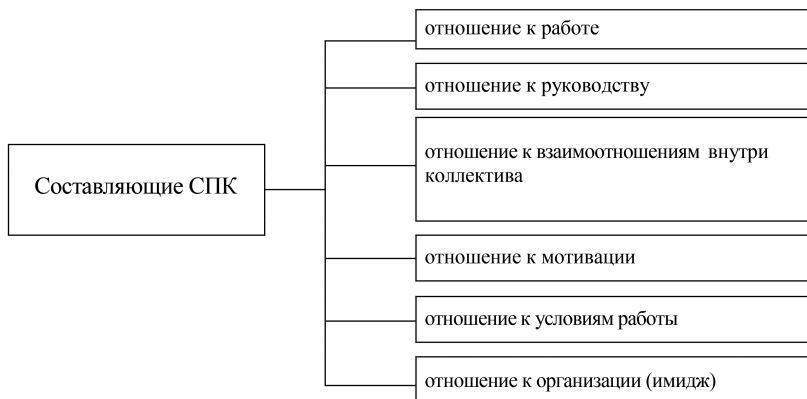 отношение к работе
отношение к руководству
отношение к взаимоотношениям внутри
коллектива
Составляющие СПК
отношение к мотивации
отношение к условиям работы
отношение к организации (имидж)